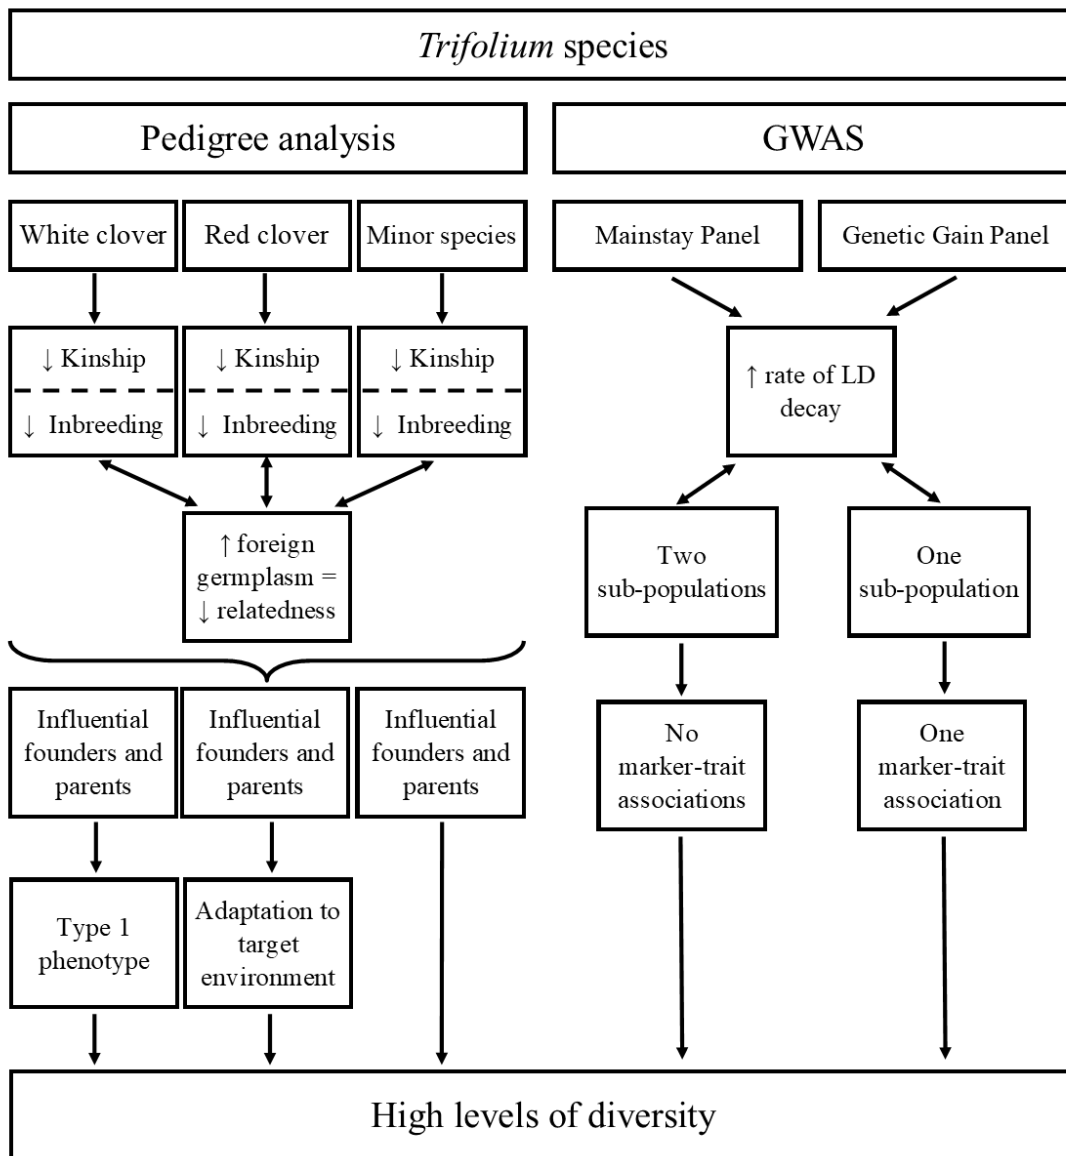 Trifolium species
Pedigree analysis
GWAS
White clover
Red clover
Minor species
Mainstay Panel
Genetic Gain Panel
↓ Kinship
↓ Inbreeding
↓ Kinship
↓ Inbreeding
↓ Kinship
↓ Inbreeding
↑ rate of LD
decay
↑ foreign
germplasm =
↓ relatedness
Two
sub-populations
One
sub-population
Influential
founders and
parents
Influential
founders and
parents
Influential
founders and
parents
No
marker-trait
associations
One
marker-trait
association
Type 1
phenotype
Adaptation to
target
environment
High levels of diversity